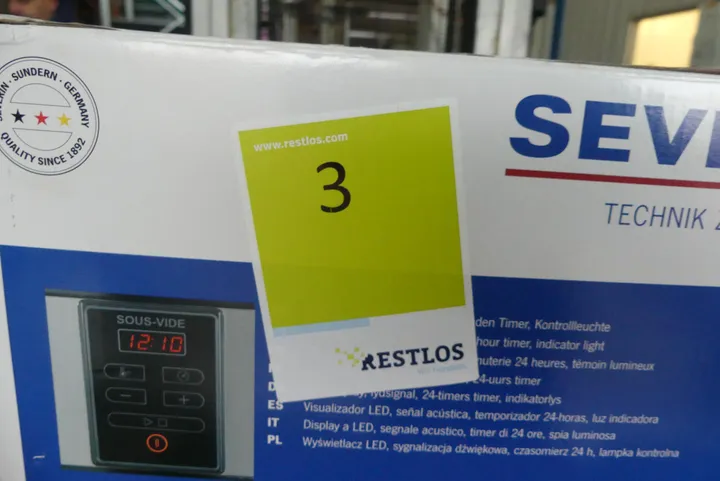 SEVERIN · SUNDERN · GERMANY
QUALITY SINCE 1892
www.restlos.com
3
RESTLOS
SEVE
TECHNIK
SOUS-VIDE
12:10
den Timer, Kontrollleuchte
hour timer, indicator light
nuterie 24 heures, témoin lumineux
24-uurs timer
lydsignal, 24-timers timer, indikatorlys
ES Visualizador LED, señal acústica, temporizador 24-horas, luz indicadora
IT Display a LED, segnale acustico, timer di 24 ore, spia luminosa
PL Wyświetlacz LED, sygnalizacja dźwiękowa, czasomierz 24 h, lampka kontrolna